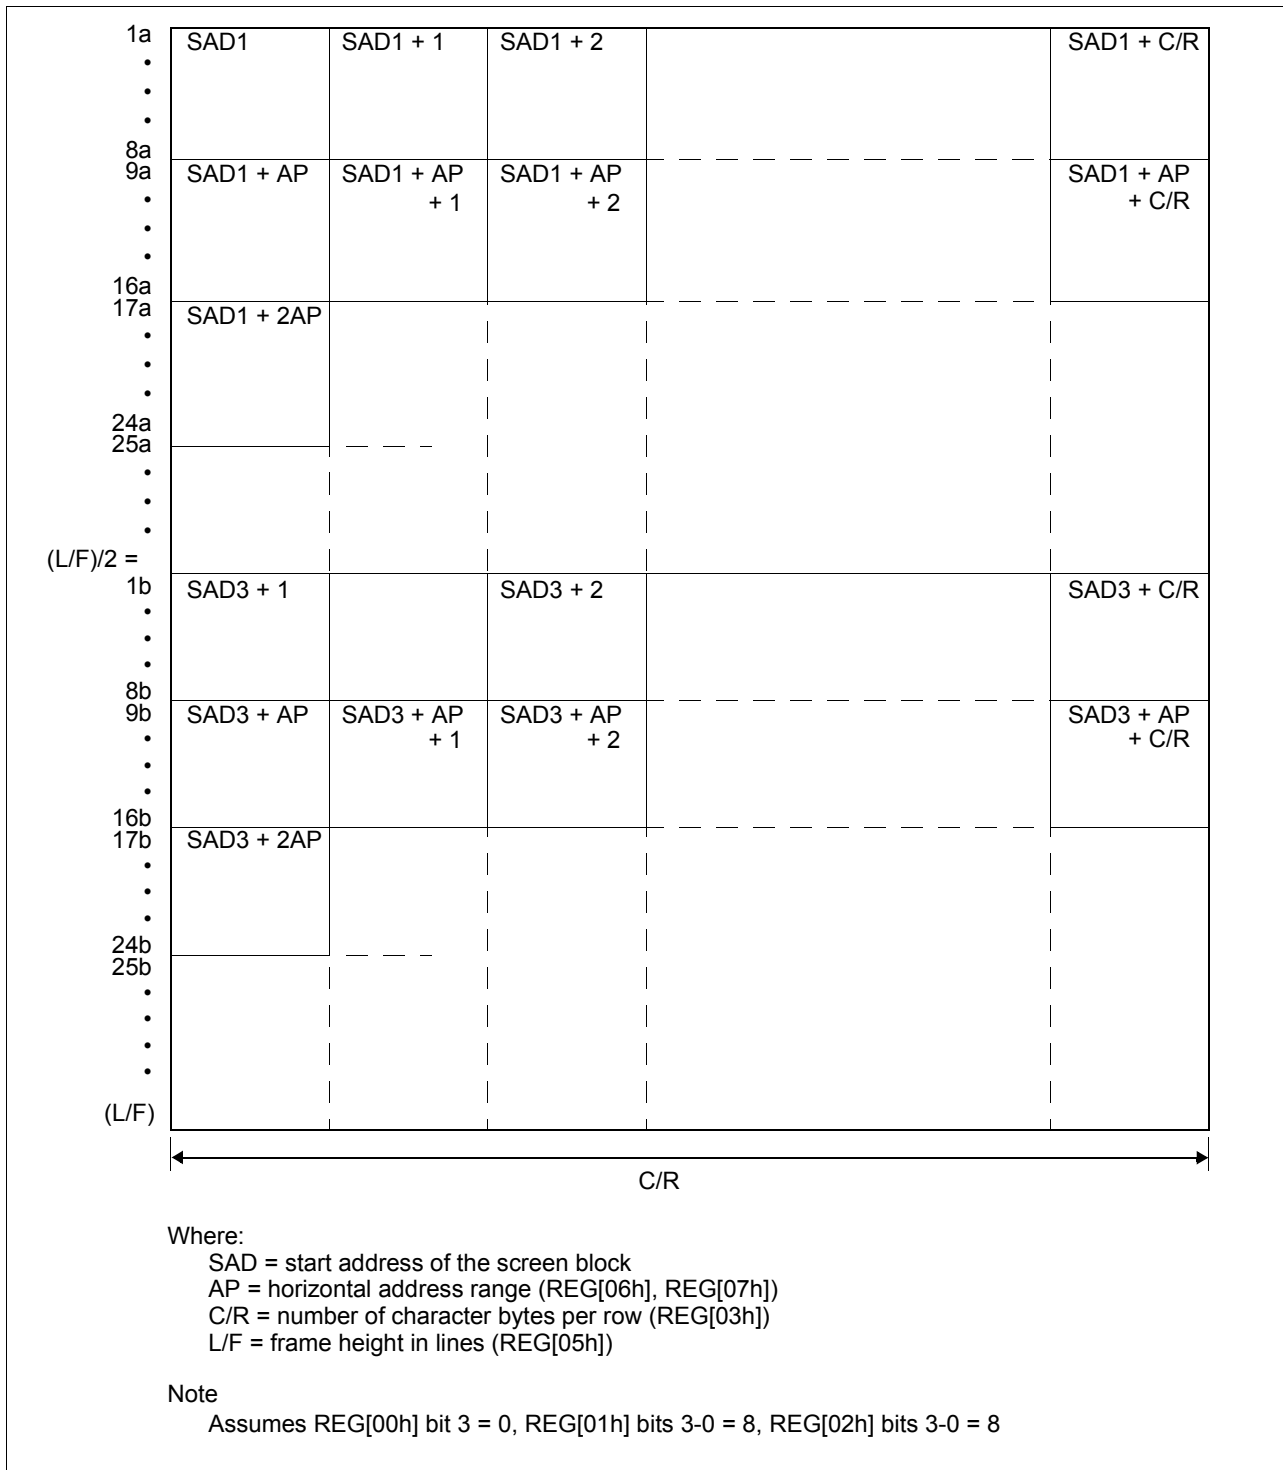 1a SAD1 SAD1 + 1 SAD1 + 2 SAD1 + C/R
•
•
•
8a
9a SAD1 + AP SAD1 + AP SAD1 + AP SAD1 + AP
• + 1 + 2 + C/R
•
•
16a
17a SAD1 + 2AP
•
•
•
24a
25a
•
•
•
(L/F)/2 =
1b SAD3 + 1 SAD3 + 2 SAD3 + C/R
•
•
•
8b
9b SAD3 + AP SAD3 + AP SAD3 + AP SAD3 + AP
• + 1 + 2 + C/R
•
•
16b
17b SAD3 + 2AP
•
•
•
24b
25b
•
•
•
•
(L/F)
C/R
Where:
SAD = start address of the screen block
AP = horizontal address range (REG[06h], REG[07h])
C/R = number of character bytes per row (REG[03h])
L/F = frame height in lines (REG[05h])
Note
Assumes REG[00h] bit 3 = 0, REG[01h] bits 3-0 = 8, REG[02h] bits 3-0 = 8